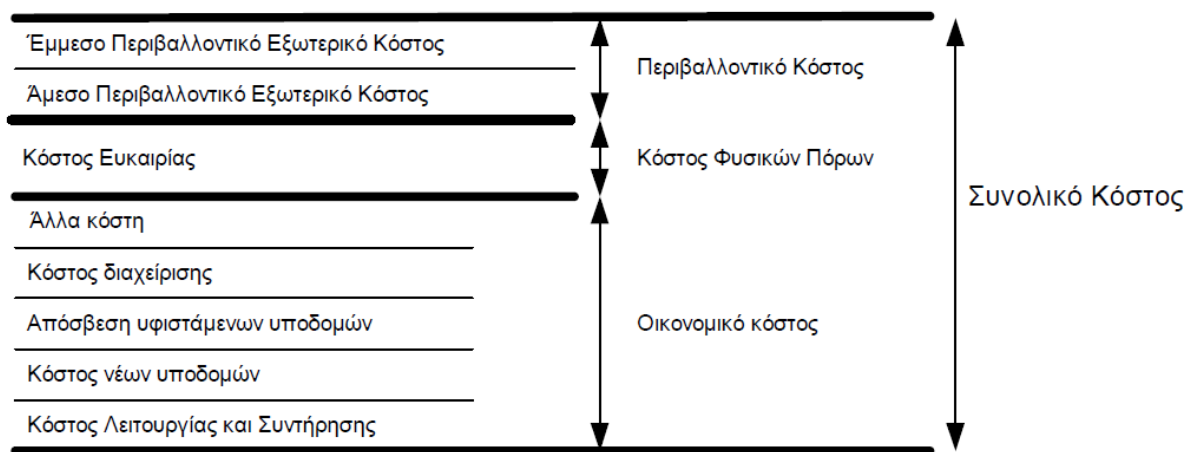 Έμμεσο Περιβαλλοντικό Εξωτερικό Κόστος
Άμεσο Περιβαλλοντικό Εξωτερικό Κόστος
Περιβαλλοντικό Κόστος
Κόστος Ευκαιρίας
Κόστος Φυσικών Πόρων
Άλλα κόστη
Κόστος διαχείρισης
Απόσβεση υφιστάμενων υποδομών
Κόστος νέων υποδομών
Κόστος Λειτουργίας και Συντήρησης
Οικονομικό κόστος
Συνολικό Κόστος